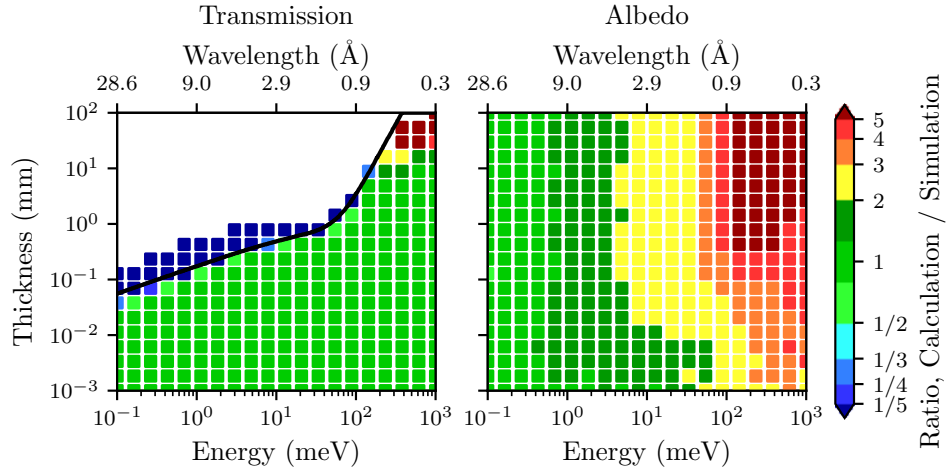 Transmission
Albedo
Wavelength (Å)
Wavelength (Å)
28.6 9.0 2.9 0.9 0.3
28.6 9.0 2.9 0.9 0.3
Thickness (mm)
10² 10¹ 10⁰ 10⁻¹ 10⁻² 10⁻³
10⁻¹ 10⁰ 10¹ 10² 10³
10⁻¹ 10⁰ 10¹ 10² 10³
Energy (meV)
Energy (meV)
5
4
3
2
1
1/2
1/3
1/4
1/5
Ratio, Calculation / Simulation